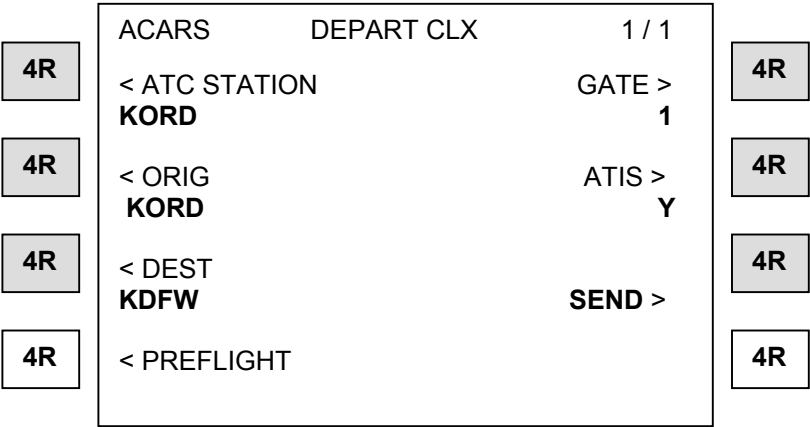 ACARS DEPART CLX 1 / 1
4R 4R
< ATC STATION GATE >
KORD 1
4R 4R
< ORIG ATIS >
KORD Y
4R 4R
< DEST
KDFW SEND >
4R < PREFLIGHT 4R